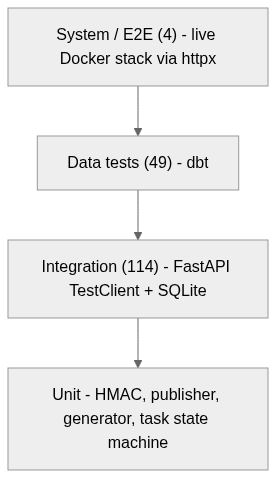 System / E2E (4) - live
Docker stack via httpx
Data tests (49) - dbt
Integration (114) - FastAPI
TestClient + SQLite
Unit - HMAC, publisher,
generator, task state
machine